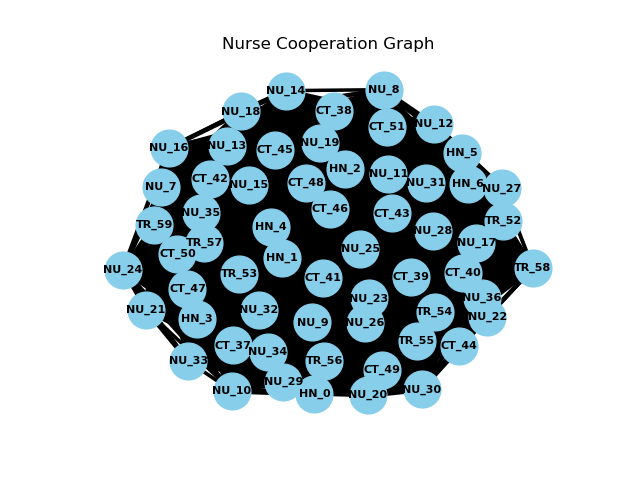 Nurse Cooperation Graph
NU_14
NU_8
NU_18
CT_38
NU_12
CT_51
NU_16
NU_13
CT_45
NU_19
HN_5
HN_2
NU_7
CT_42
NU_15
CT_48
NU_11
NU_31
HN_6
NU_27
TR_59
NU_35
CT_46
CT_43
TR_52
HN_4
NU_28
CT_50
TR_57
NU_17
HN_1
NU_25
NU_24
TR_53
CT_41
CT_39
CT_40
TR_58
CT_47
NU_23
NU_36
NU_21
HN_3
NU_32
NU_9
NU_26
TR_54
NU_22
NU_33
CT_37
NU_34
TR_56
TR_55
CT_44
NU_10
NU_29
HN_0
CT_49
NU_20
NU_30